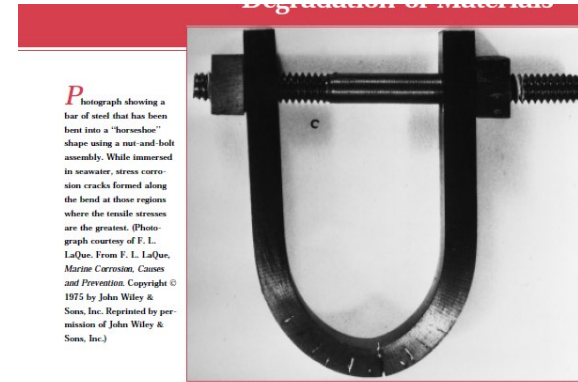 Degradation of Materials
Photograph showing a
bar of steel that has been
bent into a “horseshoe”
shape using a nut-and-bolt
assembly. While immersed
in seawater, stress corro-
sion cracks formed along
the bend at those regions
where the tensile stresses
are the greatest. (Photo-
graph courtesy of F. L.
LaQue. From F. L. LaQue,
Marine Corrosion, Causes
and Prevention. Copyright ©
1975 by John Wiley &
Sons, Inc. Reprinted by per-
mission of John Wiley &
Sons, Inc.)
C